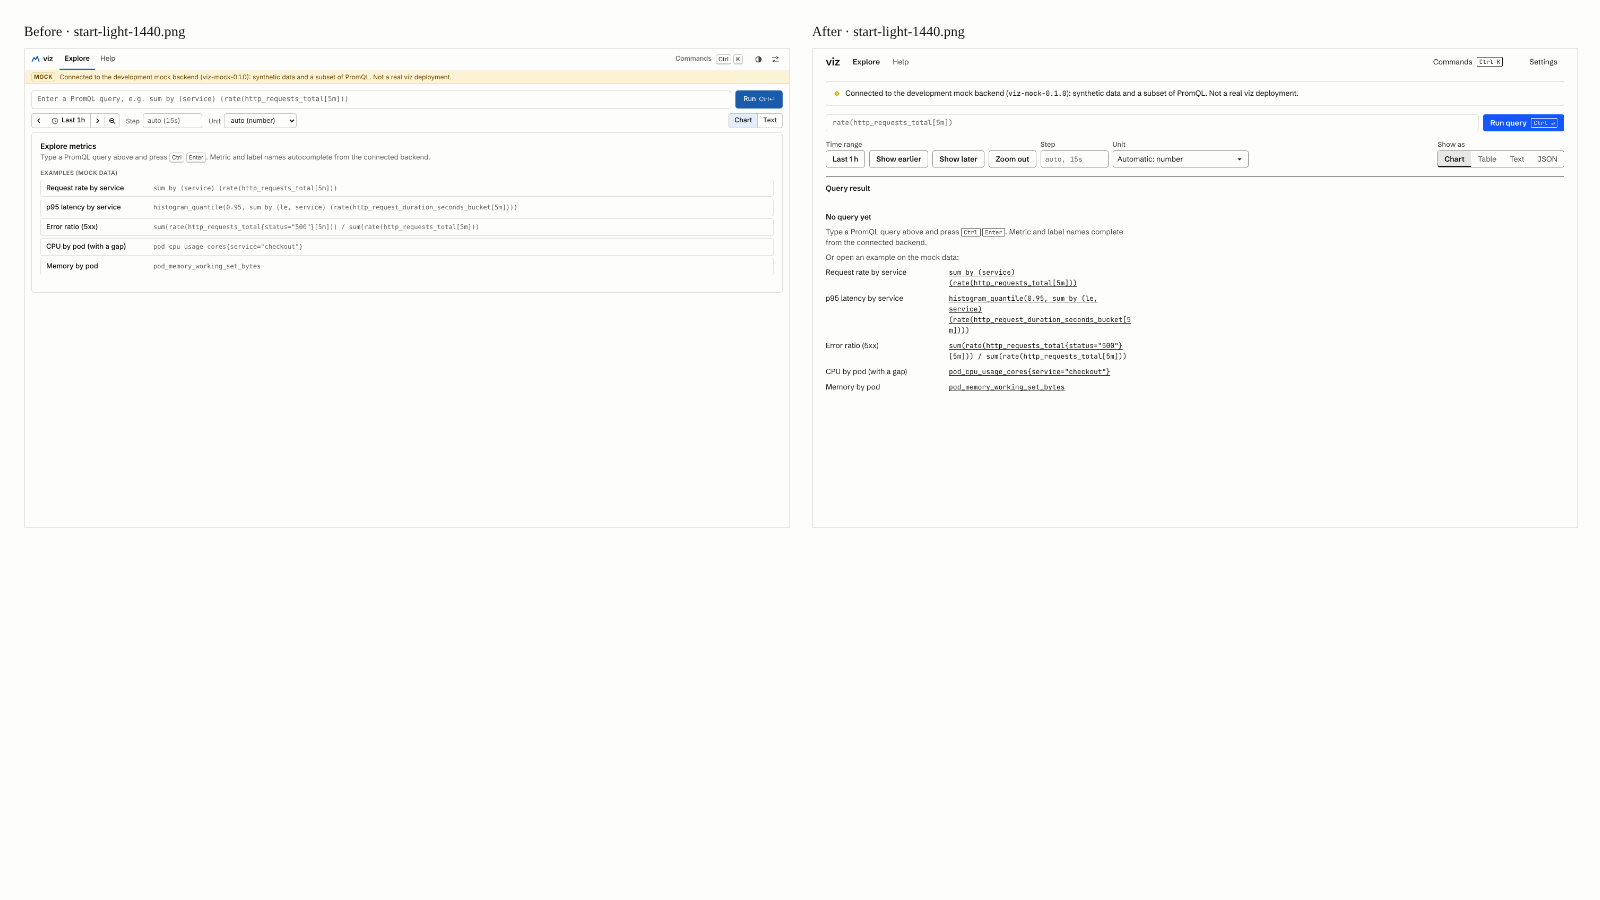 Before · start-light-1440.png
viz Explore Help Commands Ctrl K
MOCK Connected to the development mock backend (viz-mock-0.1.0): synthetic data and a subset of PromQL. Not a real viz deployment.
Enter a PromQL query, e.g. sum by (service) (rate(http_requests_total[5m])) Run Ctrl↵
Last 1h Step auto (15s) Unit auto (number) Chart Text
Explore metrics
Type a PromQL query above and press Ctrl Enter. Metric and label names autocomplete from the connected backend.
EXAMPLES (MOCK DATA)
Request rate by service sum by (service) (rate(http_requests_total[5m]))
p95 latency by service histogram_quantile(0.95, sum by (le, service) (rate(http_request_duration_seconds_bucket[5m])))
Error ratio (5xx) sum(rate(http_requests_total{status="500"}[5m])) / sum(rate(http_requests_total[5m]))
CPU by pod (with a gap) pod_cpu_usage_cores{service="checkout"}
Memory by pod pod_memory_working_set_bytes
After · start-light-1440.png
viz Explore Help Commands Ctrl K Settings
Connected to the development mock backend (viz-mock-0.1.0): synthetic data and a subset of PromQL. Not a real viz deployment.
rate(http_requests_total[5m]) Run query Ctrl ↵
Time range Step Unit Show as
Last 1h Show earlier Show later Zoom out auto, 15s Automatic: number Chart Table Text JSON
Query result
No query yet
Type a PromQL query above and press Ctrl Enter. Metric and label names complete
from the connected backend.
Or open an example on the mock data:
Request rate by service sum by (service)
(rate(http_requests_total[5m]))
p95 latency by service histogram_quantile(0.95, sum by (le,
service)
(rate(http_request_duration_seconds_bucket[5
m])))
Error ratio (5xx) sum(rate(http_requests_total{status="500"}
[5m])) / sum(rate(http_requests_total[5m]))
CPU by pod (with a gap) pod_cpu_usage_cores{service="checkout"}
Memory by pod pod_memory_working_set_bytes